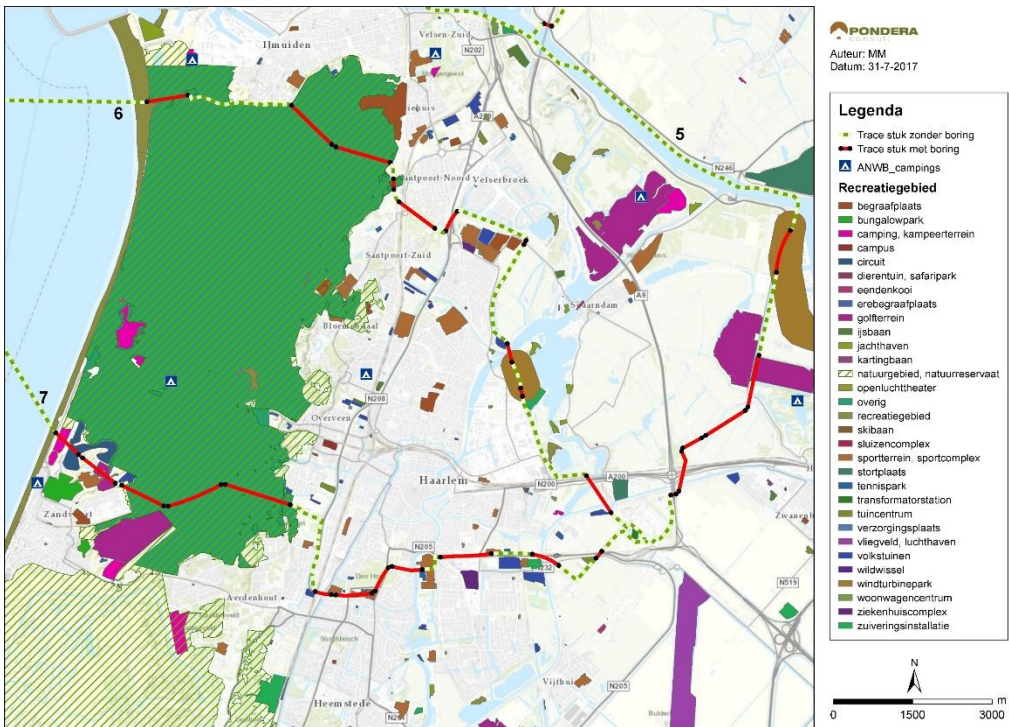 IJmuiden
Velsen-Zuid
N202
6
5
N246
Santpoort-Noord
Velserbroek
Santpoort-Zuid
A9
Spaarndam
Bloemendaal
7
N208
Overveen
Haarlem
N200
A200
Zandvoort
N205
N232
Aerdenhout
N519
Heemstede
N205
PONDERA
CONSULT
Auteur: MM
Datum: 31-7-2017
Legenda
Trace stuk zonder boring
Trace stuk met boring
ANWB_campings
Recreatiegebied
begraafplaats
bungalowpark
camping, kampeerterrein
campus
circuit
dierentuin, safaripark
eendenkooi
erebegraafplaats
golfterrein
ijsbaan
jachthaven
kartingbaan
natuurgebied, natuurreservaat
openluchttheater
overig
recreatiegebied
skibaan
sluizencomplex
sportterrein, sportcomplex
stortplaats
tennispark
transformatorstation
tuincentrum
verzorgingsplaats
vliegveld, luchthaven
volkstuinen
wildwissel
windturbinepark
woonwagencentrum
ziekenhuiscomplex
zuiveringsinstallatie
N
m
0 1500 3000